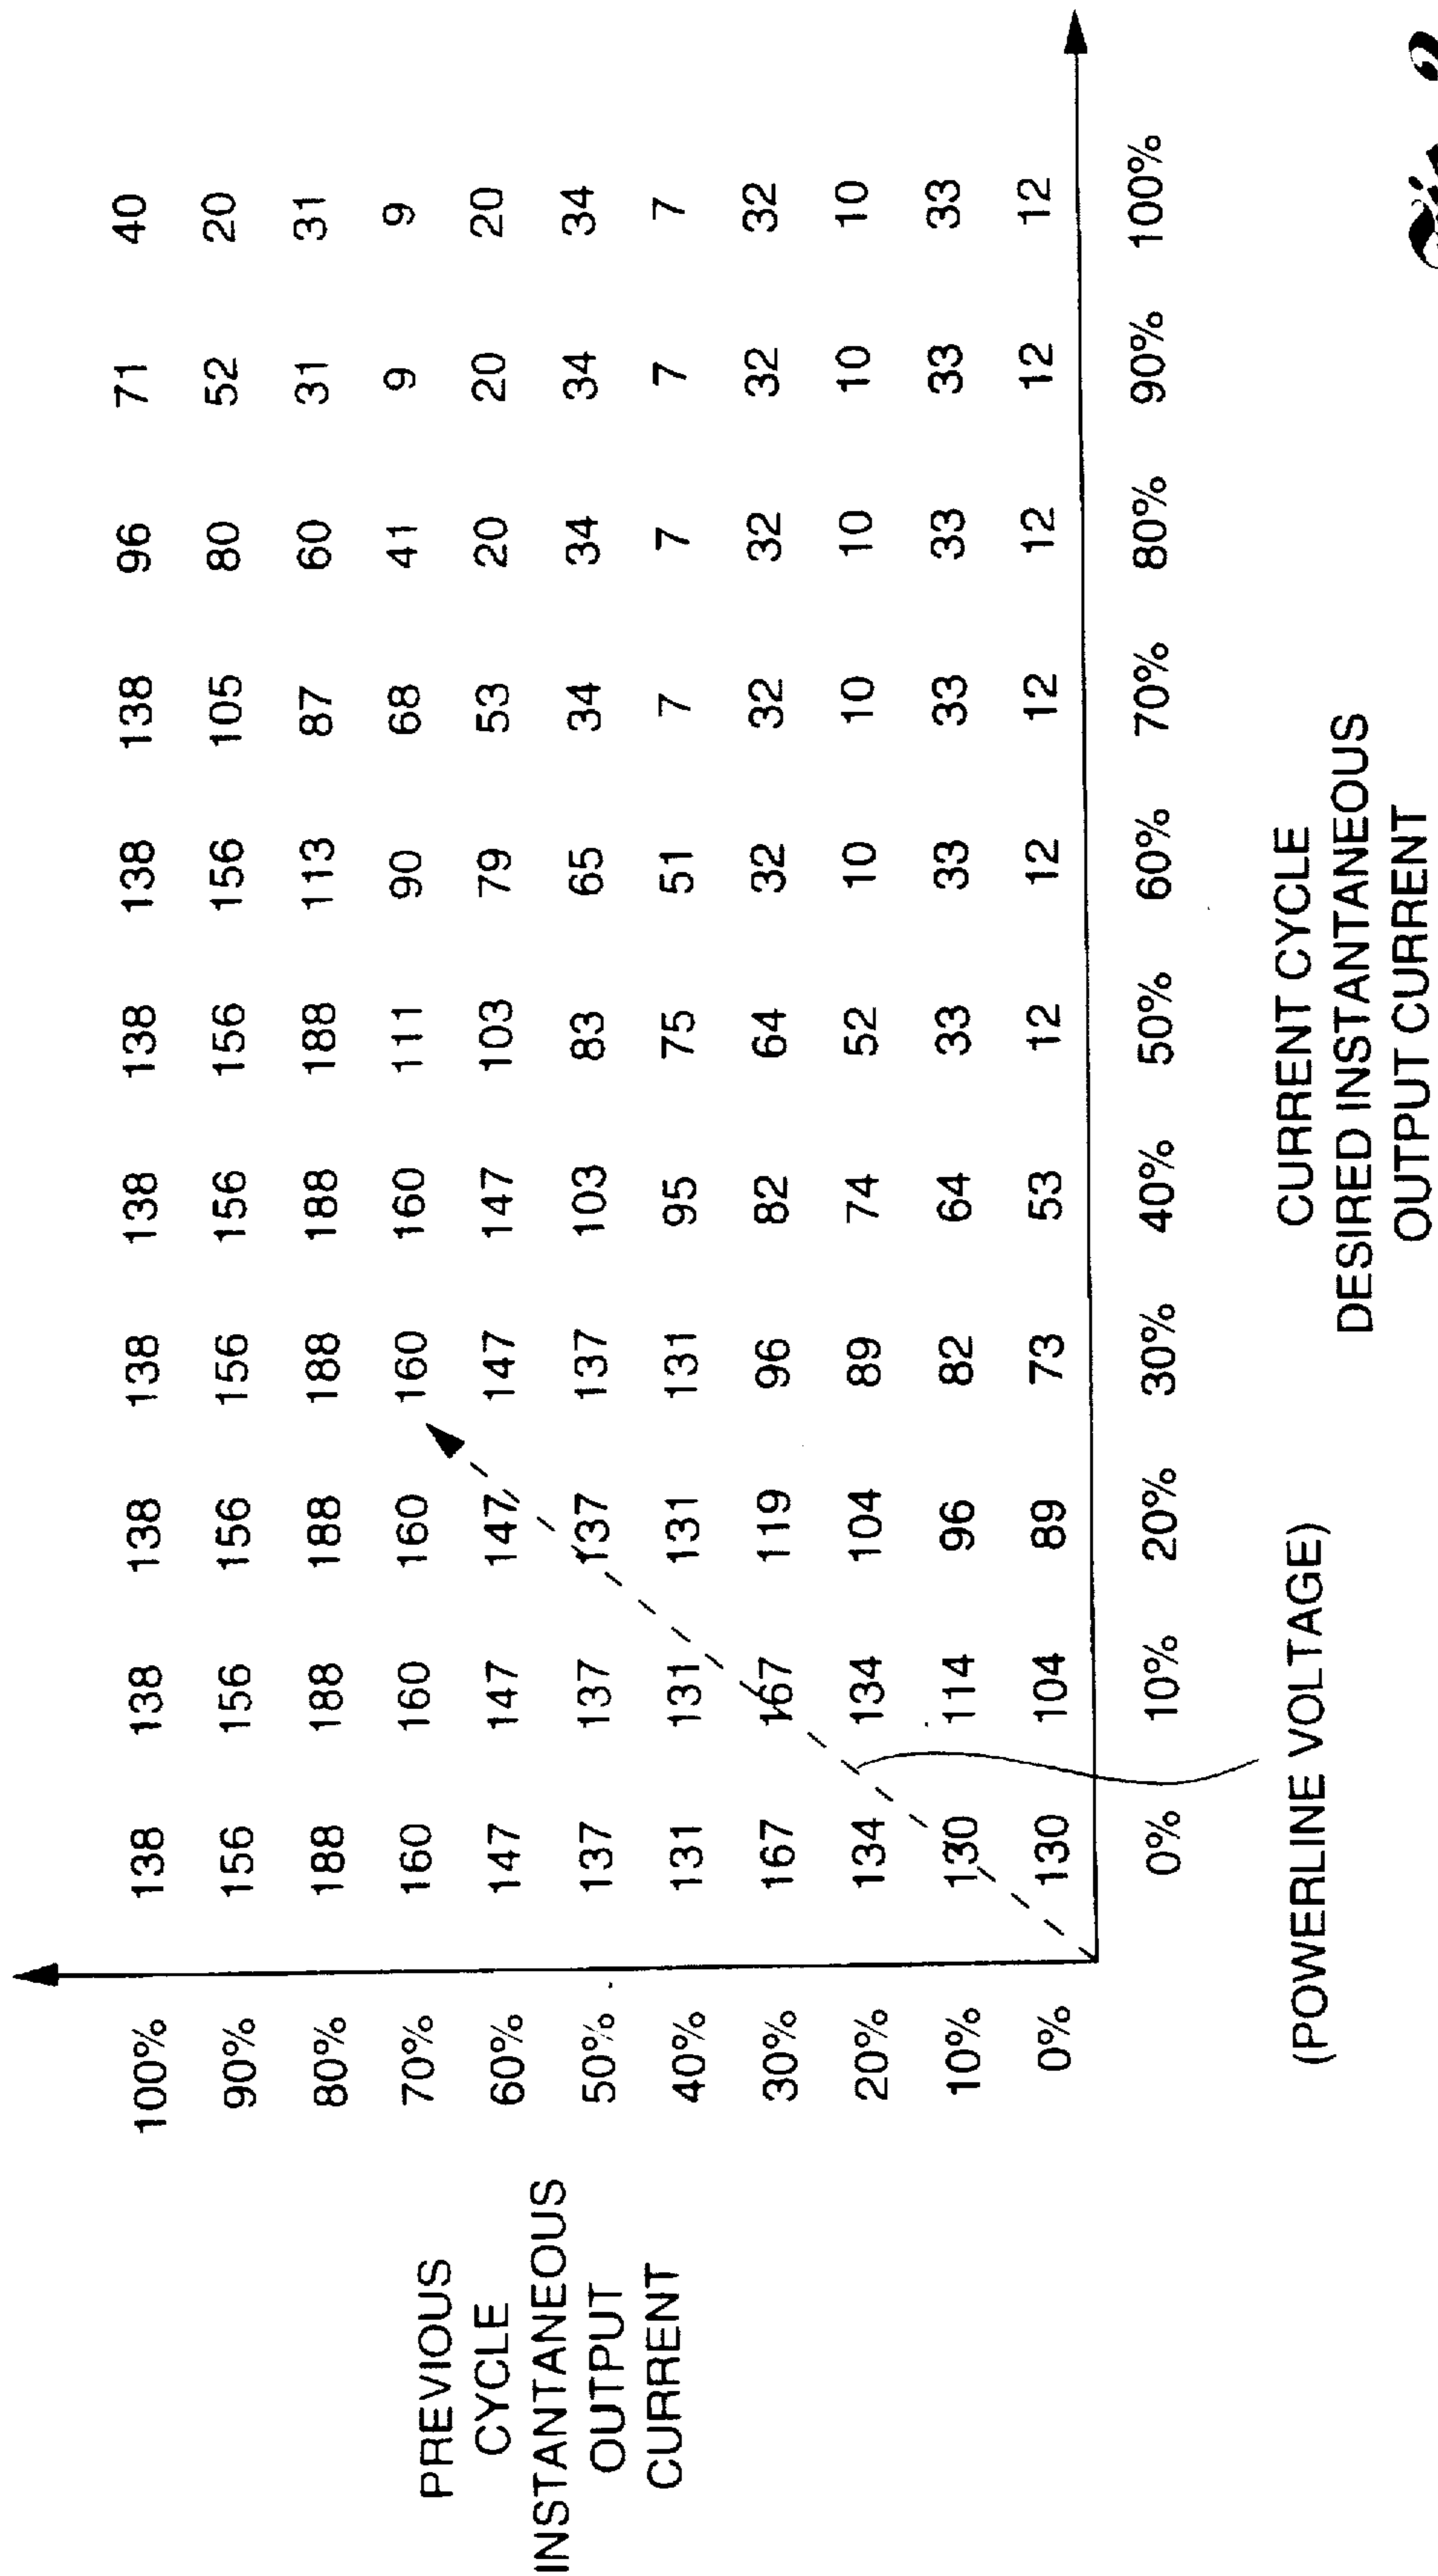 100% 138 138 138 138 138 138 138 138 96 71 40
90% 156 156 156 156 156 156 156 105 80 52 20
80% 188 188 188 188 188 188 113 87 60 31 31
70% 160 160 160 160 160 111 90 68 41 9 9
60% 147 147 147 147 147 103 79 53 20 20 20
50% 137 137 137 137 103 83 65 34 34 34 34
40% 131 131 131 131 95 75 51 7 7 7 7
30% 167 167 119 96 82 64 32 32 32 32 32
20% 134 134 104 89 74 52 10 10 10 10 10
10% 130 114 96 82 64 33 33 33 33 33 33
0% 130 104 89 73 53 12 12 12 12 12 12
0% 10% 20% 30% 40% 50% 60% 70% 80% 90% 100%
PREVIOUS
CYCLE
INSTANTANEOUS
OUTPUT
CURRENT
(POWERLINE VOLTAGE)
CURRENT CYCLE
DESIRED INSTANTANEOUS
OUTPUT CURRENT